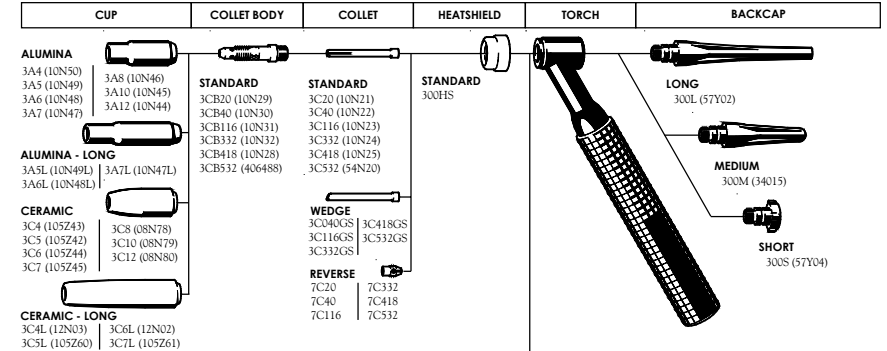 CUP
COLLET BODY
COLLET
HEATSHIELD
TORCH
BACKCAP
ALUMINA
3A4 (10N50)
3A5 (10N49)
3A6 (10N48)
3A7 (10N47)
3A8 (10N46)
3A10 (10N45)
3A12 (10N44)
ALUMINA - LONG
3A5L (10N49L)
3A6L (10N48L)
3A7L (10N47L)
CERAMIC
3C4 (105Z43)
3C5 (105Z42)
3C6 (105Z44)
3C7 (105Z45)
3C8 (08N78)
3C10 (08N79)
3C12 (08N80)
CERAMIC - LONG
3C4L (12N03)
3C5L (105Z60)
3C6L (12N02)
3C7L (105Z61)
STANDARD
3CB20 (10N29)
3CB40 (10N30)
3CB116 (10N31)
3CB332 (10N32)
3CB418 (10N28)
3CB532 (406488)
STANDARD
3C20 (10N21)
3C40 (10N22)
3C116 (10N23)
3C332 (10N24)
3C418 (10N25)
3C532 (54N20)
WEDGE
3C040GS
3C116GS
3C332GS
3C418GS
3C532GS
REVERSE
7C20
7C40
7C116
7C332
7C418
7C532
STANDARD
300HS
LONG
300L (57Y02)
MEDIUM
300M (34015)
SHORT
300S (57Y04)